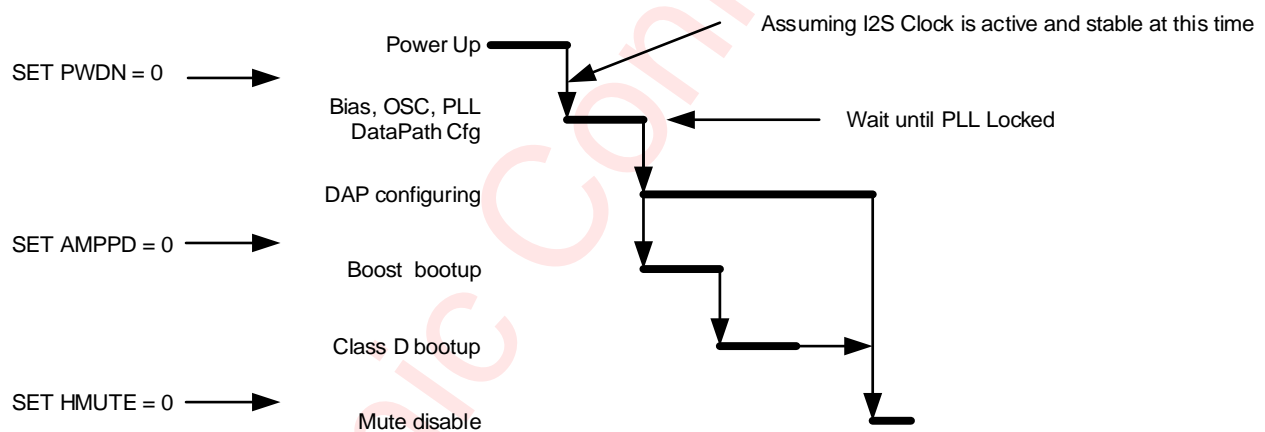 Assuming I2S Clock is active and stable at this time
Power Up
SET PWDN = 0
Bias, OSC, PLL
DataPath Cfg
Wait until PLL Locked
DAP configuring
SET AMPPD = 0
Boost bootup
Class D bootup
SET HMUTE = 0
Mute disable